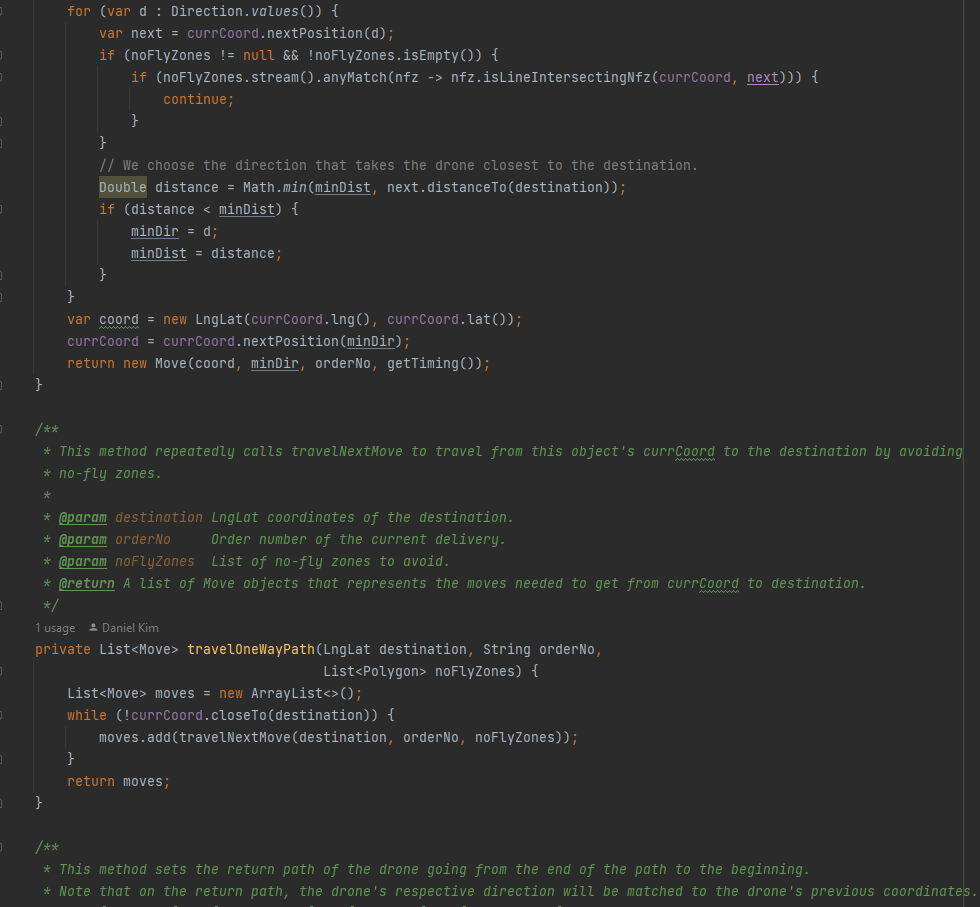 for (var d : Direction.values()) {
var next = currCoord.nextPosition(d);
if (noFlyZones != null && !noFlyZones.isEmpty()) {
if (noFlyZones.stream().anyMatch(nfz -> nfz.isLineIntersectingNfz(currCoord, next))) {
continue;
}
}
// We choose the direction that takes the drone closest to the destination.
Double distance = Math.min(minDist, next.distanceTo(destination));
if (distance < minDist) {
minDir = d;
minDist = distance;
}
}
var coord = new LngLat(currCoord.lng(), currCoord.lat());
currCoord = currCoord.nextPosition(minDir);
return new Move(coord, minDir, orderNo, getTiming());
}
/**
* This method repeatedly calls travelNextMove to travel from this object's currCoord to the destination by avoiding
* no-fly zones.
*
* @param destination LngLat coordinates of the destination.
* @param orderNo     Order number of the current delivery.
* @param noFlyZones  List of no-fly zones to avoid.
* @return A list of Move objects that represents the moves needed to get from currCoord to destination.
*/
1 usage Daniel Kim
private List<Move> travelOneWayPath(LngLat destination, String orderNo,
List<Polygon> noFlyZones) {
List<Move> moves = new ArrayList<>();
while (!currCoord.closeTo(destination)) {
moves.add(travelNextMove(destination, orderNo, noFlyZones));
}
return moves;
}
/**
* This method sets the return path of the drone going from the end of the path to the beginning.
* Note that on the return path, the drone's respective direction will be matched to the drone's previous coordinates.